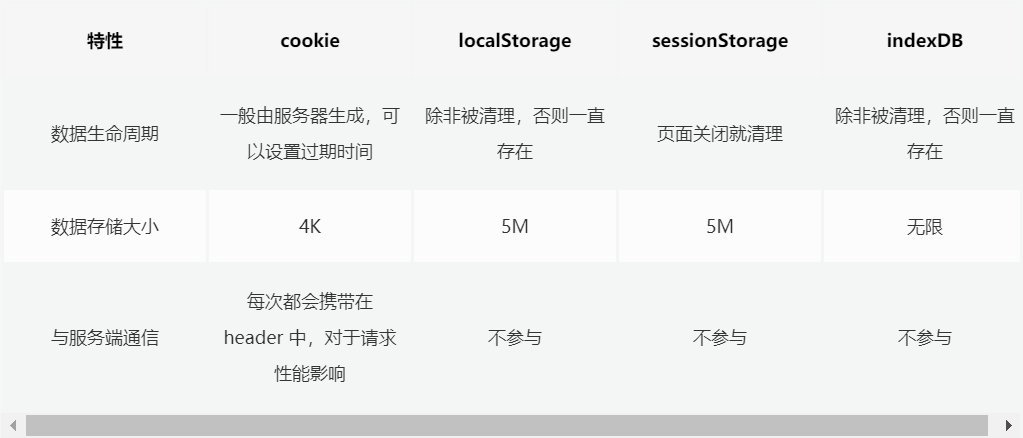 特性 cookie localStorage sessionStorage indexDB
数据生命周期
一般由服务器生成，可
以设置过期时间
除非被清理，否则一直
存在
页面关闭就清理
除非被清理，否则一直
存在
数据存储大小 4K 5M 5M 无限
与服务端通信
每次都会携带在
header 中，对于请求
性能影响
不参与
不参与
不参与